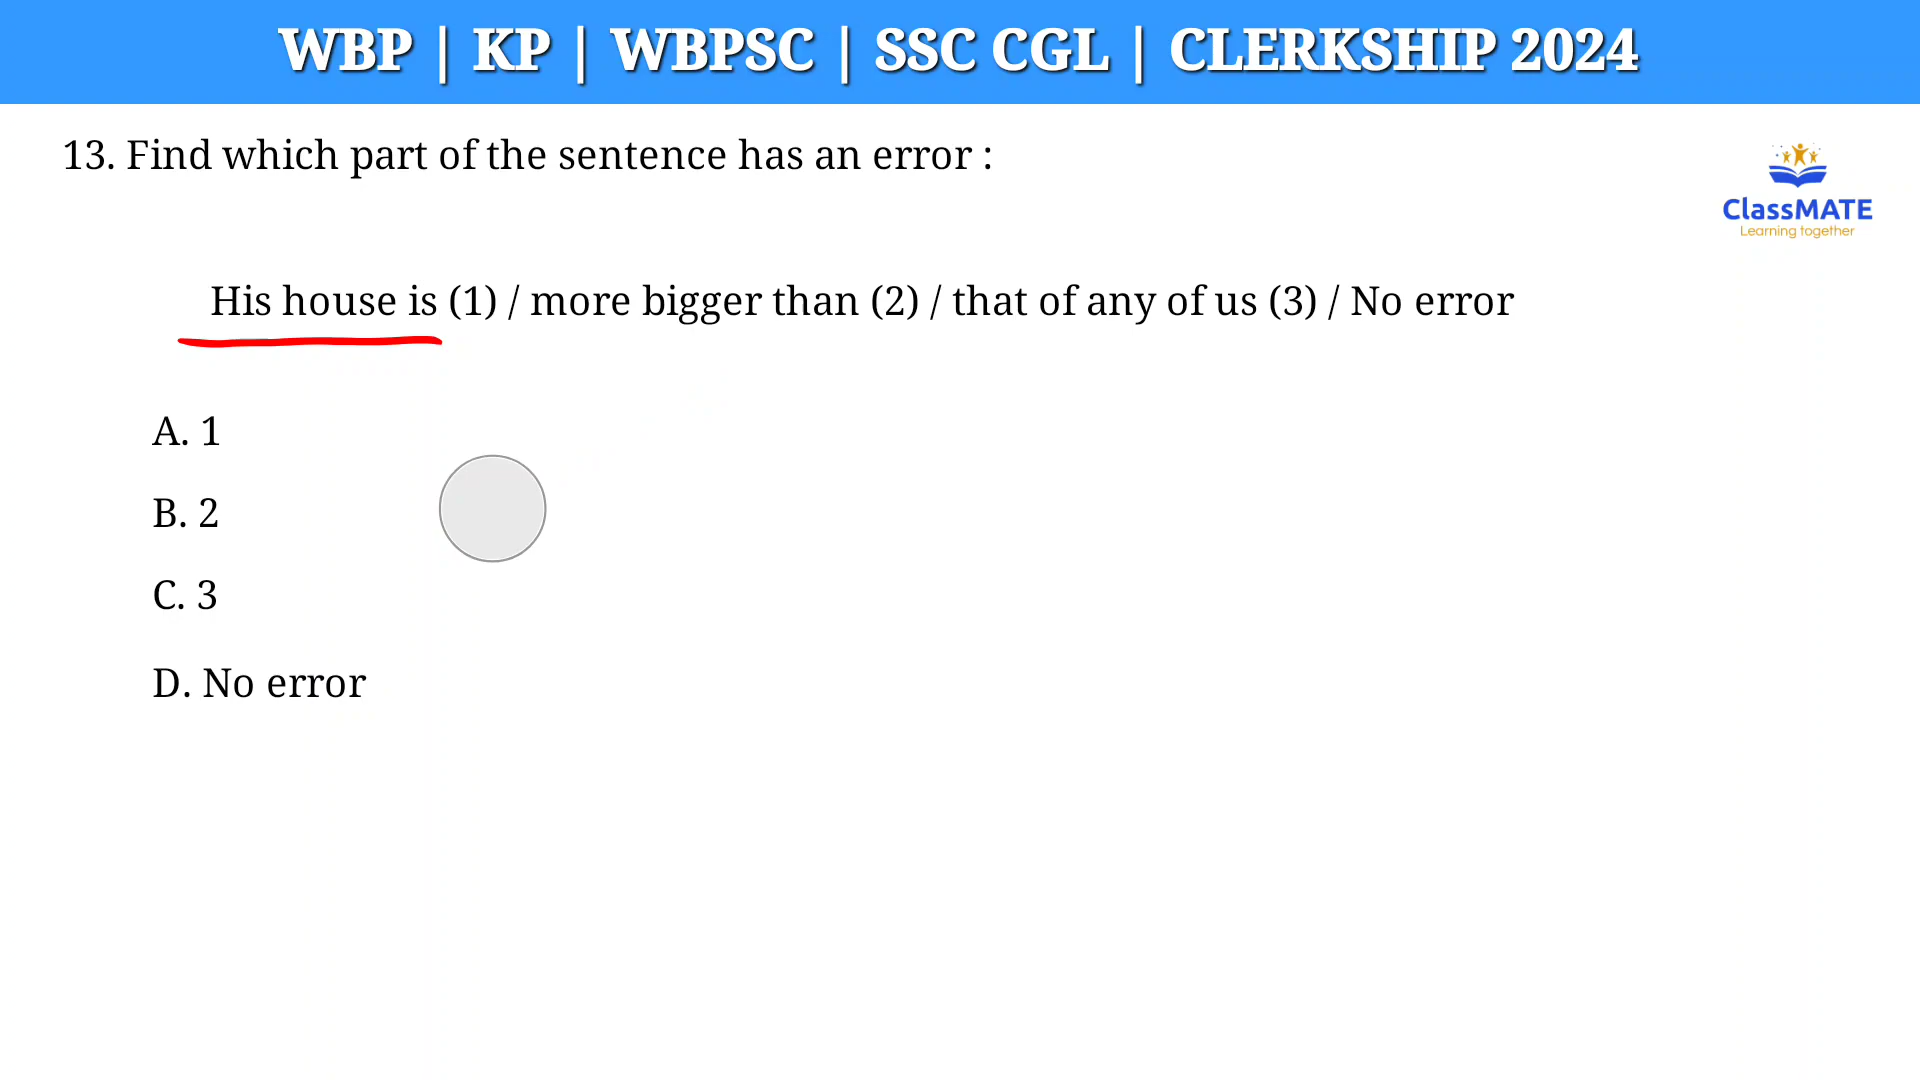 WBP | KP | WBPSC | SSC CGL | CLERKSHIP 2024
13. Find which part of the sentence has an error :
ClassMATE
Learning together
His house is (1) / more bigger than (2) / that of any of us (3) / No error
A. 1
B. 2
C. 3
D. No error